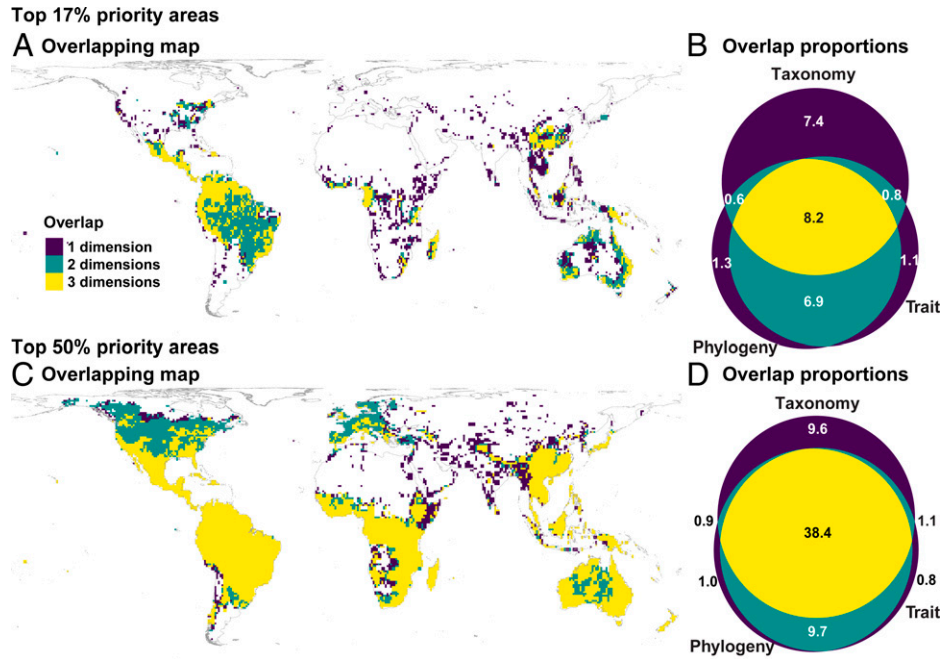 Top 17% priority areas
A Overlapping map
B Overlap proportions
Taxonomy
7.4
0.6
0.8
8.2
1.3
1.1
6.9
Trait
Phylogeny
Overlap
1 dimension
2 dimensions
3 dimensions
Top 50% priority areas
C Overlapping map
D Overlap proportions
Taxonomy
9.6
0.9
1.1
38.4
1.0
0.8
Trait
9.7
Phylogeny